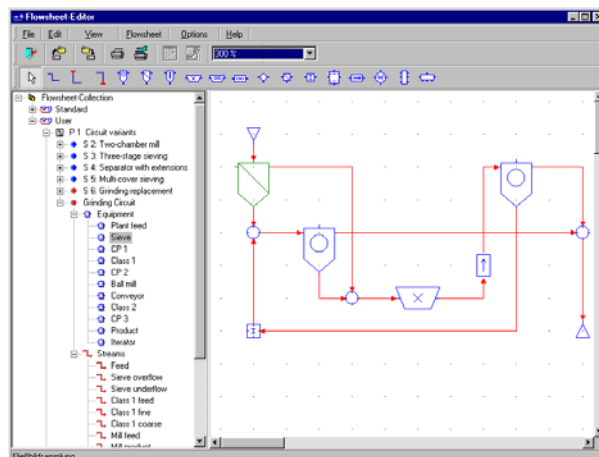 Flowsheet-Editor
File Edit View Flowsheet Options Help
300 %
Flowsheet-Collection
Standard
User
P 1 Circuit variants
S 2: Two-chamber mill
S 3: Three-stage sieving
S 4: Separator with extensions
S 5: Multi-cover sieving
S 6: Grinding replacement
Grinding Circuit
Equipment
Plant feed
Sieve
CP 1
Class 1
CP 2
Ball mill
Conveyor
Class 2
CP 3
Product
Iterator
Streams
Feed
Sieve overflow
Sieve underflow
Class 1 feed
Class 1 fine
Class 1 coarse
Mill feed
Mill product
I
Fließbildsammlung